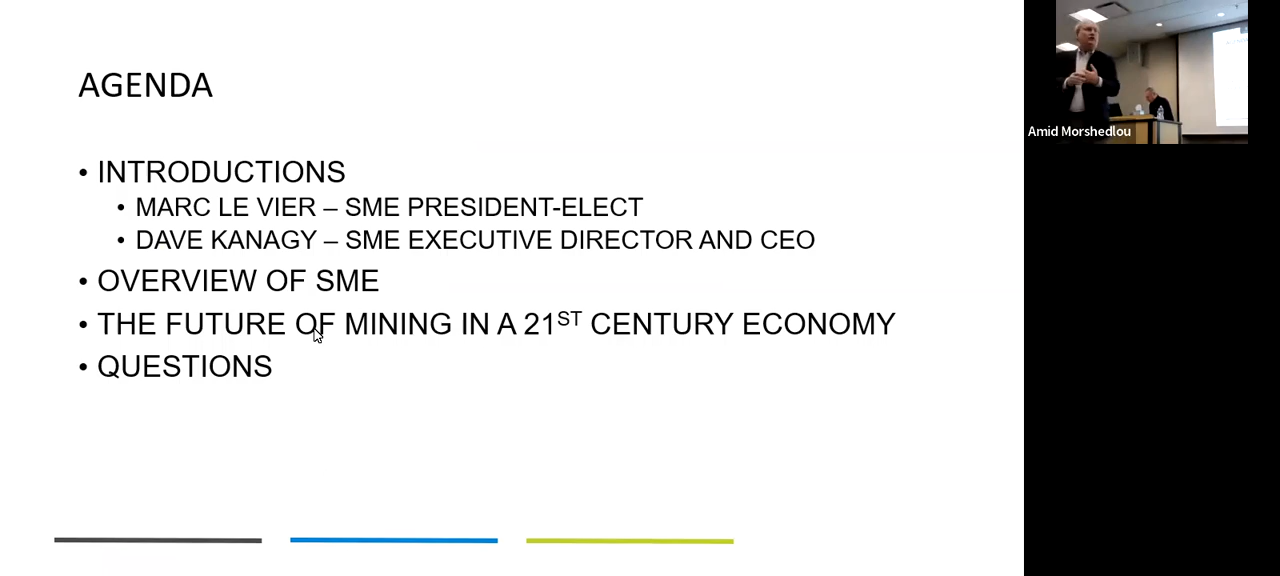 AGENDA
• INTRODUCTIONS
• MARC LE VIER – SME PRESIDENT-ELECT
• DAVE KANAGY – SME EXECUTIVE DIRECTOR AND CEO
• OVERVIEW OF SME
• THE FUTURE OF MINING IN A 21ST CENTURY ECONOMY
• QUESTIONS
Amid Morshedlou